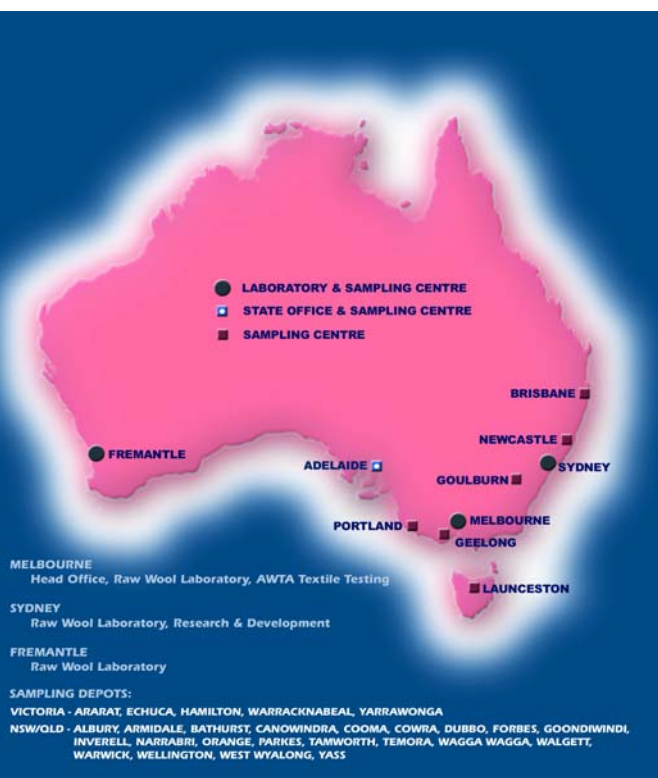 LABORATORY & SAMPLING CENTRE
STATE OFFICE & SAMPLING CENTRE
SAMPLING CENTRE
BRISBANE
NEWCASTLE
FREMANTLE
ADELAIDE
SYDNEY
GOULBURN
PORTLAND
MELBOURNE
GEELONG
LAUNCESTON
MELBOURNE
Head Office, Raw Wool Laboratory, AWTA Textile Testing
SYDNEY
Raw Wool Laboratory, Research & Development
FREMANTLE
Raw Wool Laboratory
SAMPLING DEPOTS:
VICTORIA - ARARAT, ECHUCA, HAMILTON, WARRACKNABEAL, YARRAWONGA
NSW/QLD - ALBURY, ARMIDALE, BATHURST, CANOWINDRA, COOMA, COWRA, DUBBO, FORBES, GOONDIWINDI,
INVERELL, NARRABRI, ORANGE, PARKES, TAMWORTH, TEMORA, WAGGA WAGGA, WALGETT,
WARWICK, WELLINGTON, WEST WYALONG, YASS